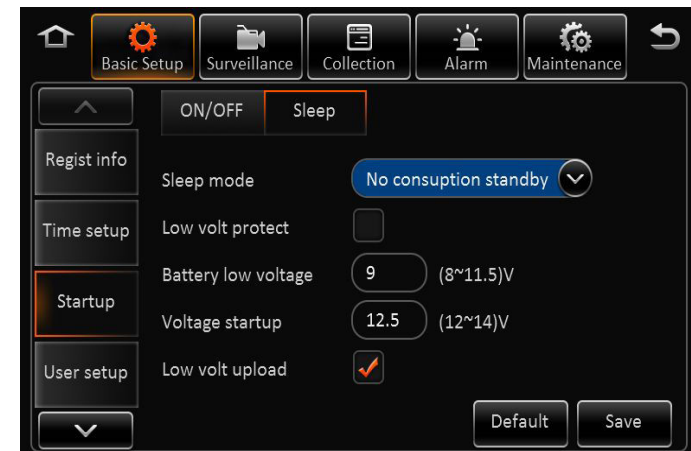 Basic Setup Surveillance Collection Alarm Maintenance
ON/OFF Sleep
Regist info
Time setup
Startup
User setup
Sleep mode No consuption standby
Low volt protect
Battery low voltage 9 (8~11.5)V
Voltage startup 12.5 (12~14)V
Low volt upload
Default Save